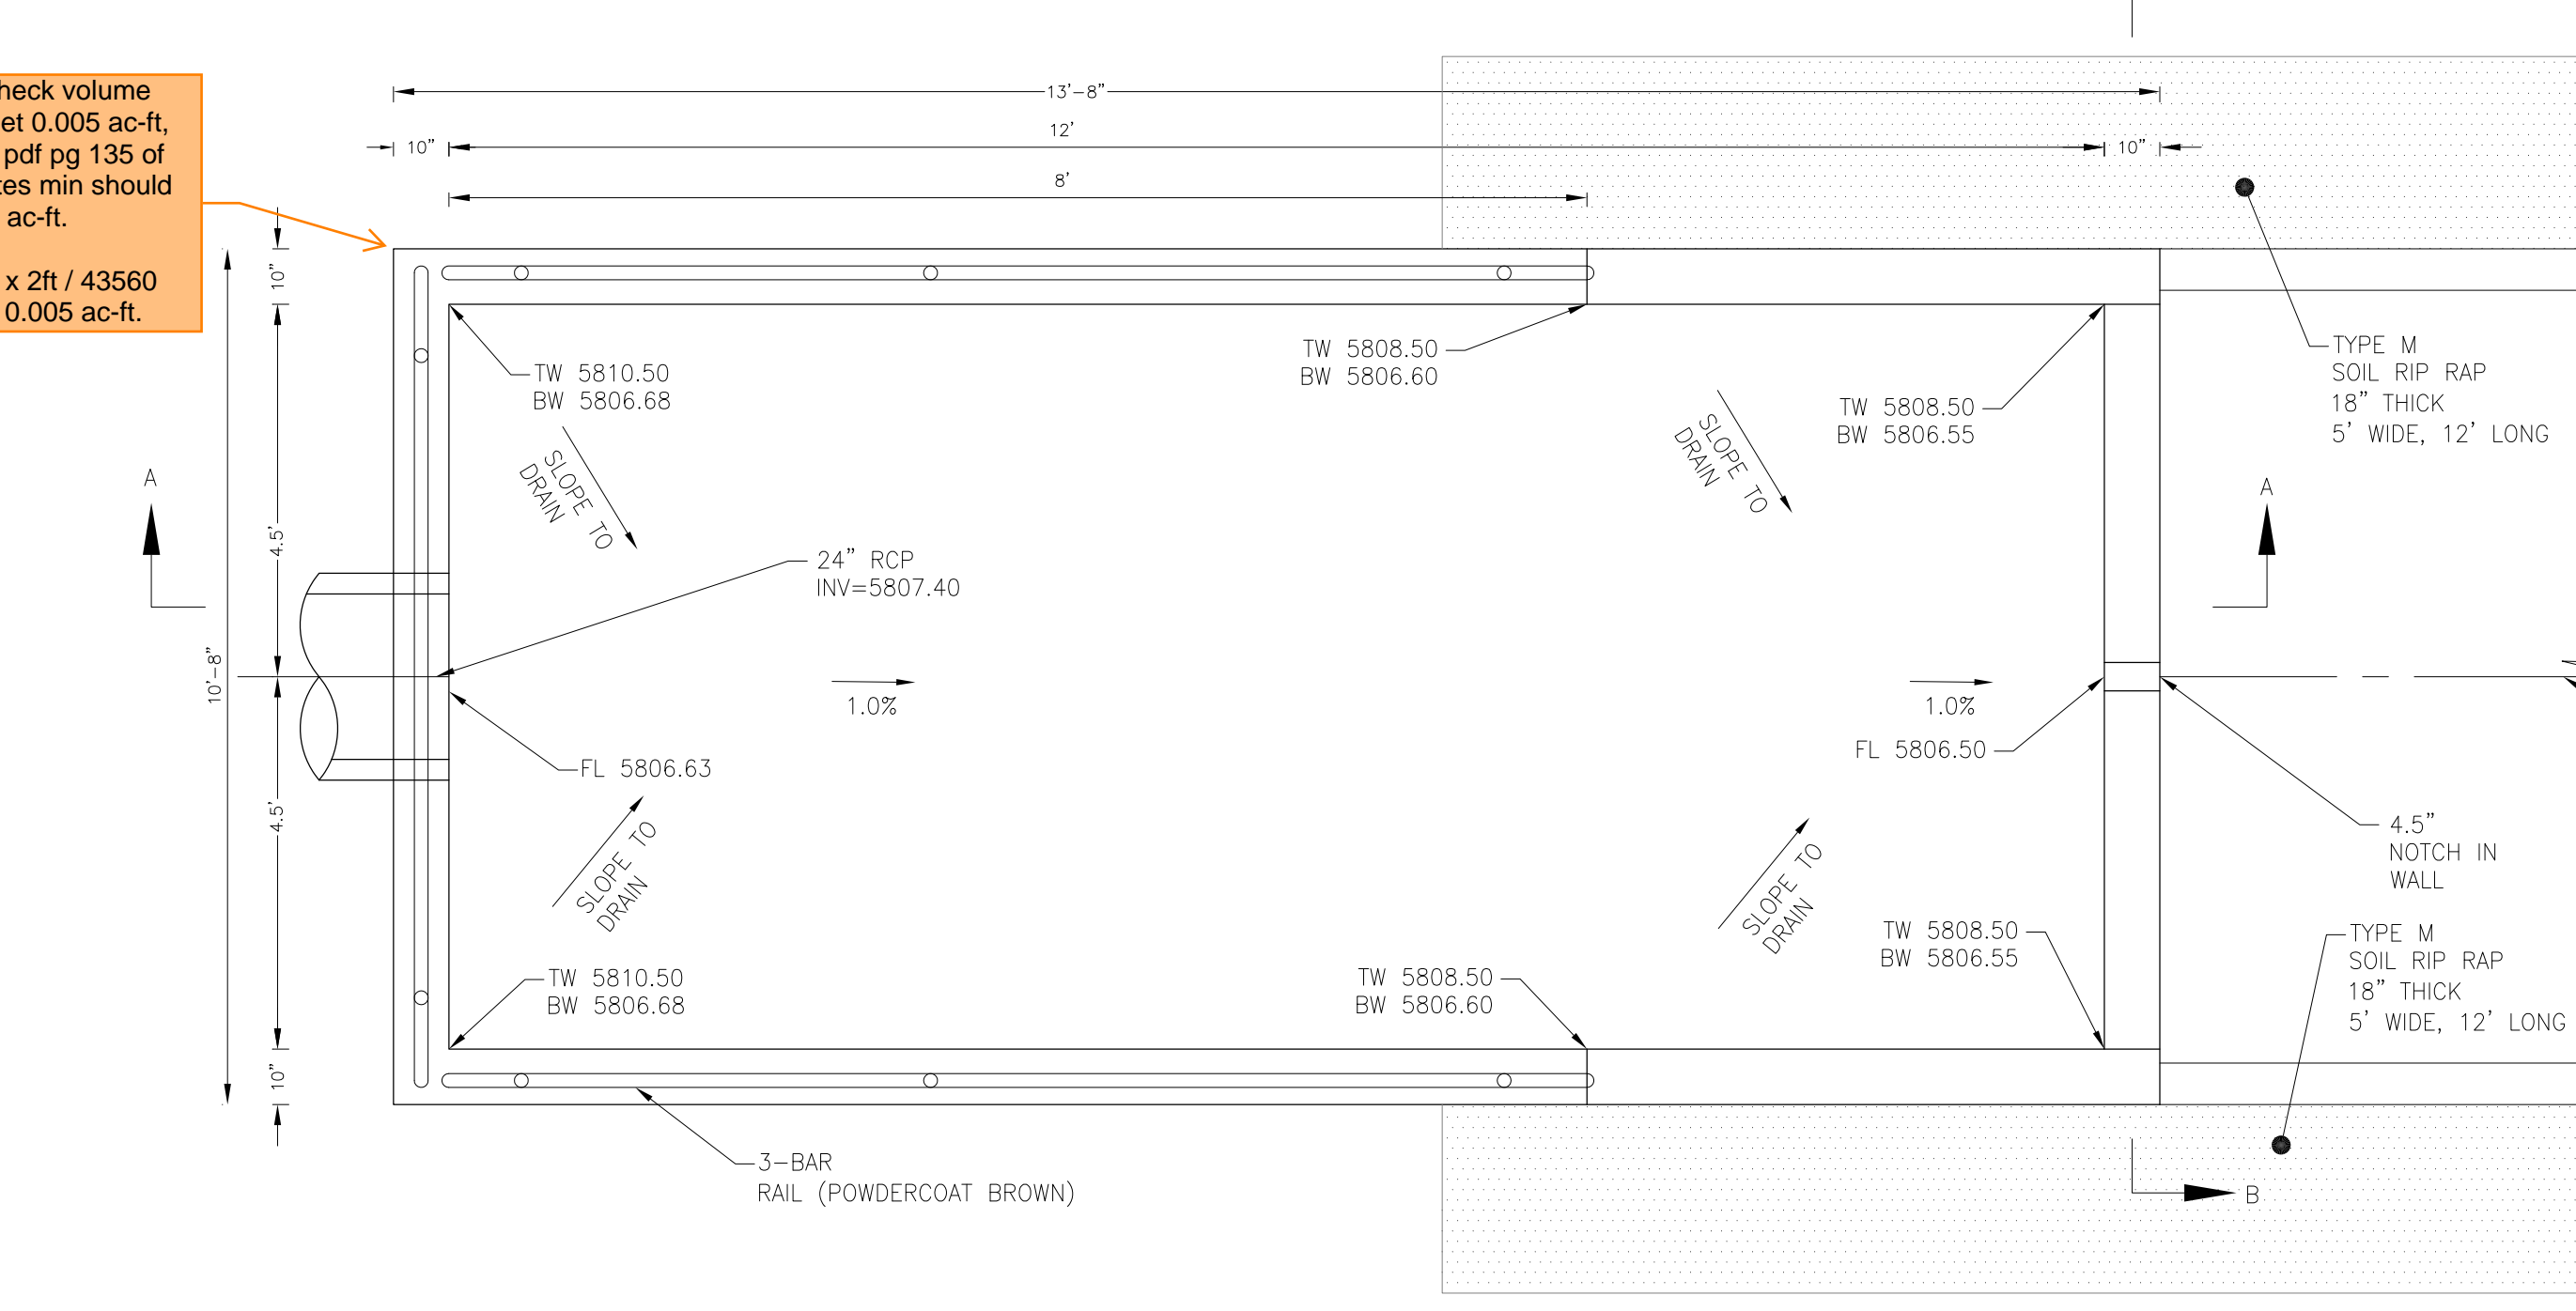 heck volume
et 0.005 ac-ft,
pdf pg 135 of
tes min should
ac-ft.
x 2ft / 43560
0.005 ac-ft.
13'-8"
12'
10"
10"
8'
10"
4.5'
10'-8"
4.5'
10"
A
A
TW 5810.50
BW 5806.68
SLOPE TO
DRAIN
TW 5808.50
BW 5806.60
SLOPE TO
DRAIN
TW 5808.50
BW 5806.55
TYPE M
SOIL RIP RAP
18" THICK
5' WIDE, 12' LONG
24" RCP
INV=5807.40
1.0%
1.0%
FL 5806.63
FL 5806.50
4.5"
NOTCH IN
WALL
SLOPE TO
DRAIN
SLOPE TO
DRAIN
TW 5810.50
BW 5806.68
TW 5808.50
BW 5806.60
TW 5808.50
BW 5806.55
TYPE M
SOIL RIP RAP
18" THICK
5' WIDE, 12' LONG
3-BAR
RAIL (POWDERCOAT BROWN)
B